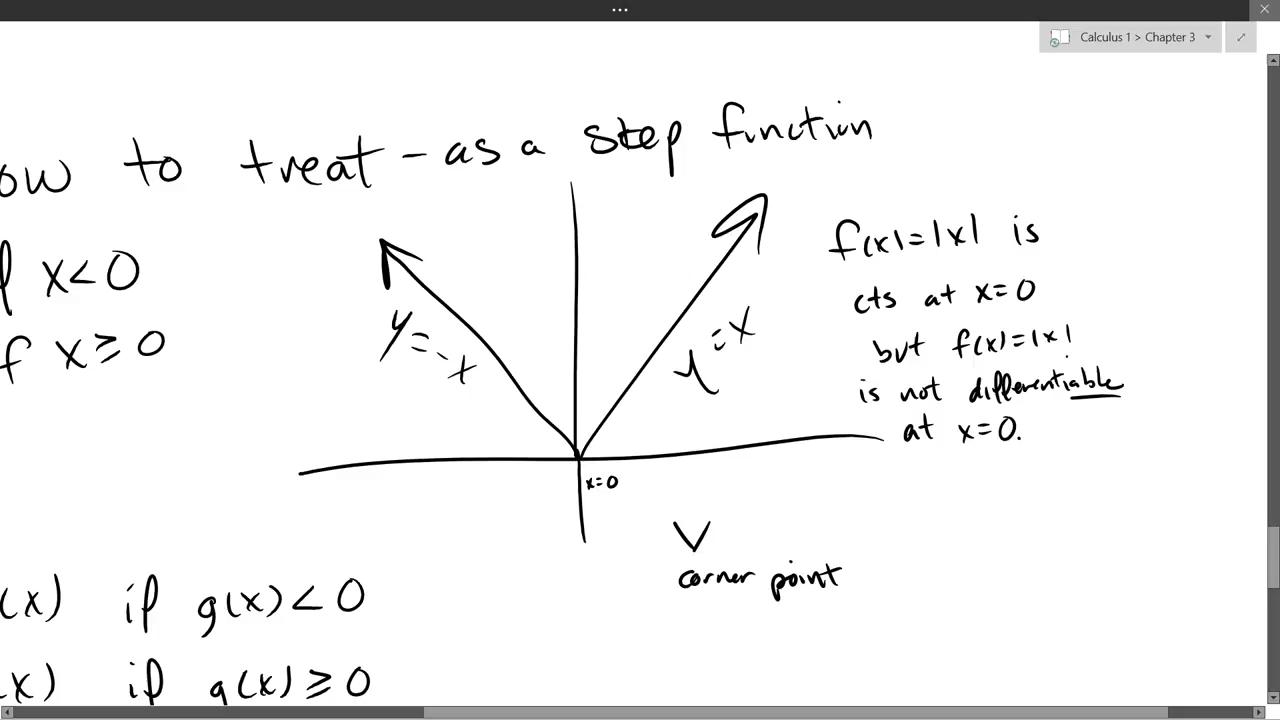 Calculus 1 > Chapter 3
ow to treat - as a step function
f x<0
f x≥0
y=-x
y=x
f(x)=|x| is
cts at x=0
but f(x)=|x|
is not differentiable
at x=0.
x=0
corner point
(x) if g(x)<0
(x) if g(x)≥0